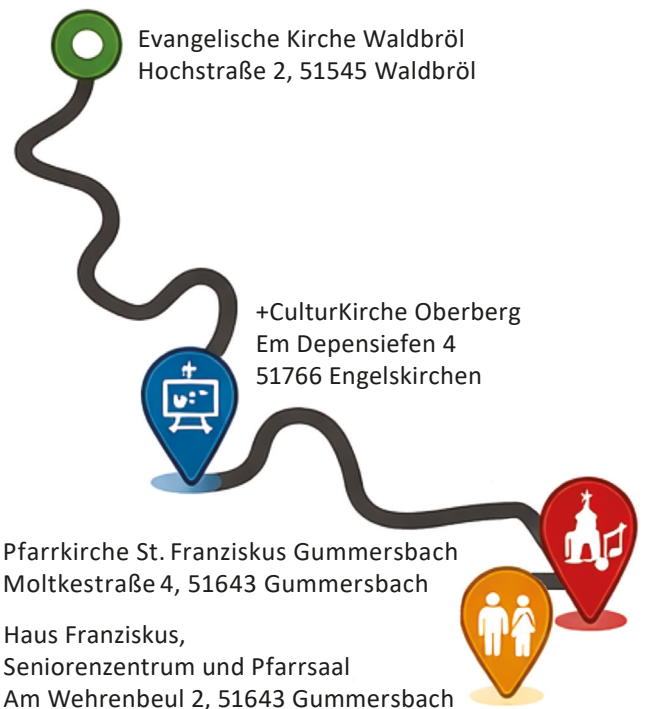 Evangelische Kirche Waldbröl
Hochstraße 2, 51545 Waldbröl
+CulturKirche Oberberg
Em Depensiefen 4
51766 Engelskirchen
Pfarrkirche St. Franziskus Gummersbach
Moltkestraße 4, 51643 Gummersbach
Haus Franziskus,
Seniorenzentrum und Pfarrsaal
Am Wehrenbeul 2, 51643 Gummersbach